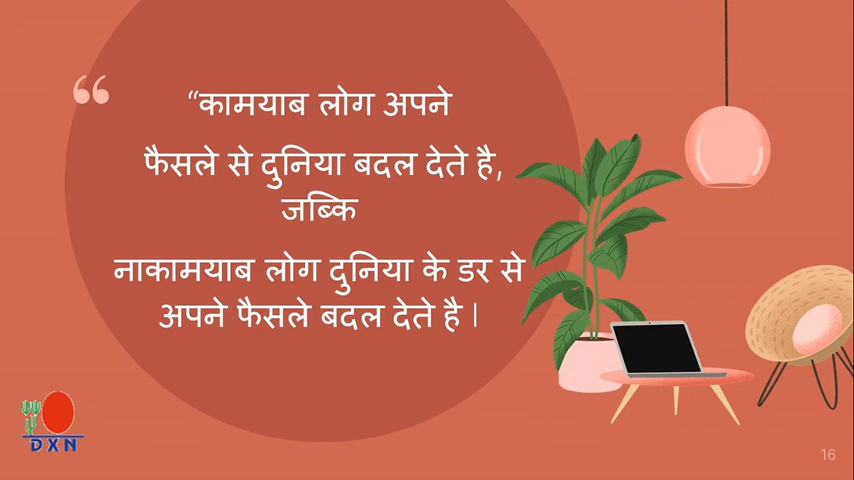 “कामयाब लोग अपने
फैसले से दुनिया बदल देते है,
जब्कि
नाकामयाब लोग दुनिया के डर से
अपने फैसले बदल देते है |
DXN
16